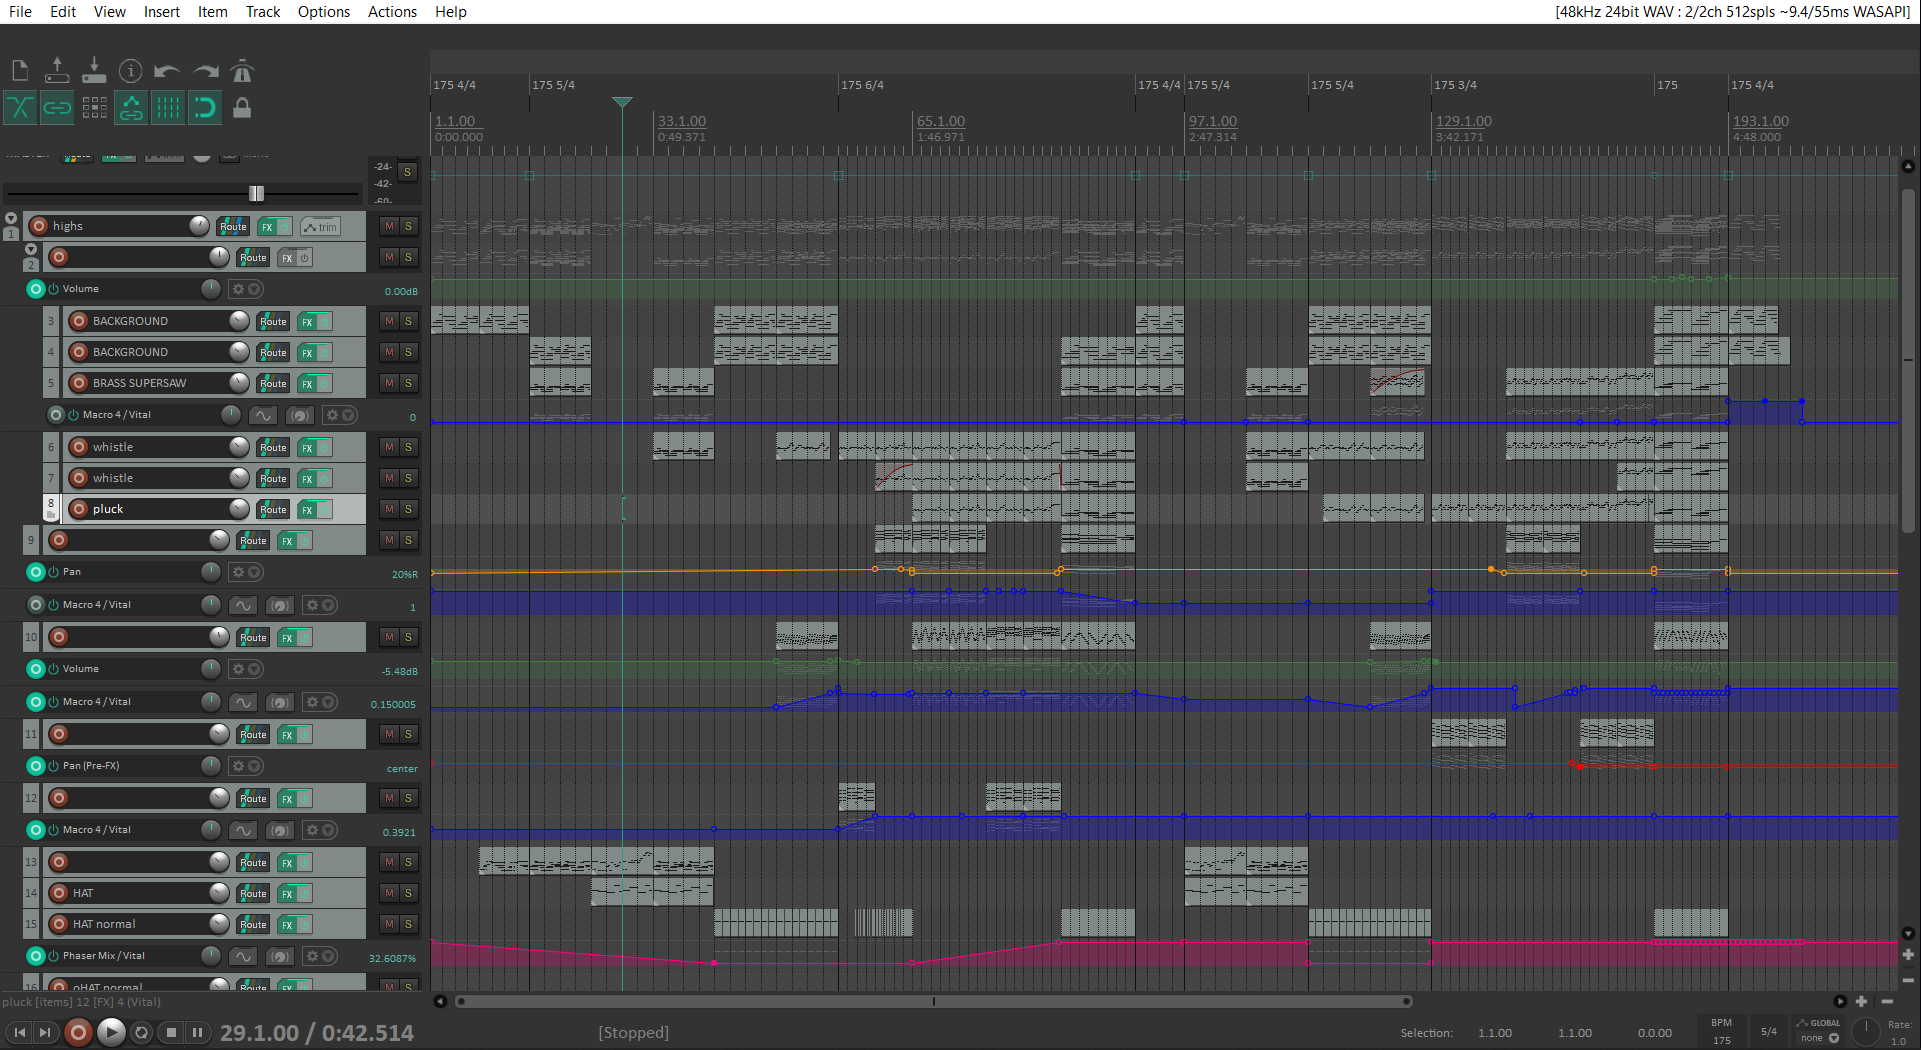 File Edit View Insert Item Track Options Actions Help
[48kHz 24bit WAV : 2/2ch 512spls ~9.4/55ms WASAPI]
175 4/4 175 5/4 175 6/4 175 4/4 175 5/4 175 5/4 175 3/4 175 175 4/4
1.1.00 33.1.00 65.1.00 97.1.00 129.1.00 193.1.00
0:00.000 0:49.371 1:46.971 2:47.314 3:42.171 4:48.000
-24- S
-42-
-60-
1 highs Route FX trim M S
2 Route FX M S
Volume 0.00dB
3 BACKGROUND Route FX M S
4 BACKGROUND Route FX M S
5 BRASS SUPERSAW Route FX M S
Macro 4 / Vital 0
6 whistle Route FX M S
7 whistle Route FX M S
8 pluck Route FX M S
9 Route FX M S
Pan 20%R
Macro 4 / Vital 1
10 Route FX M S
Volume -5.48dB
Macro 4 / Vital 0.150005
11 Route FX M S
Pan (Pre-FX) center
12 Route FX M S
Macro 4 / Vital 0.3921
13 Route FX M S
14 HAT Route FX M S
15 HAT normal Route FX M S
Phaser Mix / Vital 32.6087%
16 oHAT normal Route FX M S
pluck [items] 12 [FX] 4 (Vital)
29.1.00 / 0:42.514 [Stopped] Selection: 1.1.00 1.1.00 0.0.00
BPM 175 5/4 GLOBAL none Rate: 1.0